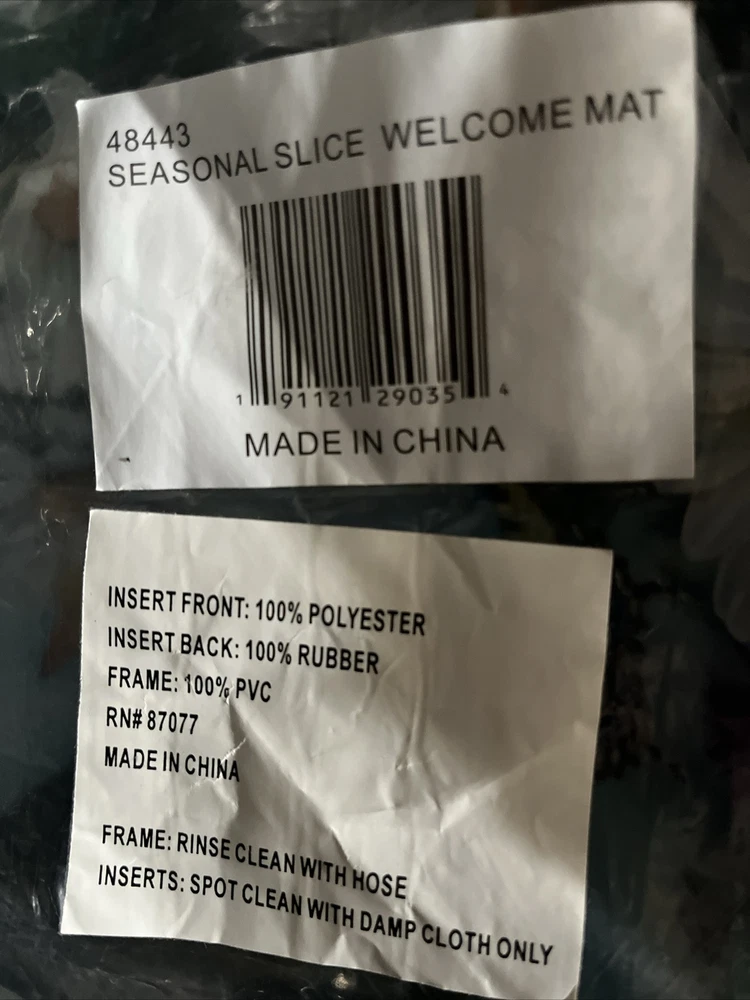 48443
SEASONAL SLICE WELCOME MAT
1 91121 29035 4
MADE IN CHINA
INSERT FRONT: 100% POLYESTER
INSERT BACK: 100% RUBBER
FRAME: 100% PVC
RN# 87077
MADE IN CHINA
FRAME: RINSE CLEAN WITH HOSE
INSERTS: SPOT CLEAN WITH DAMP CLOTH ONLY